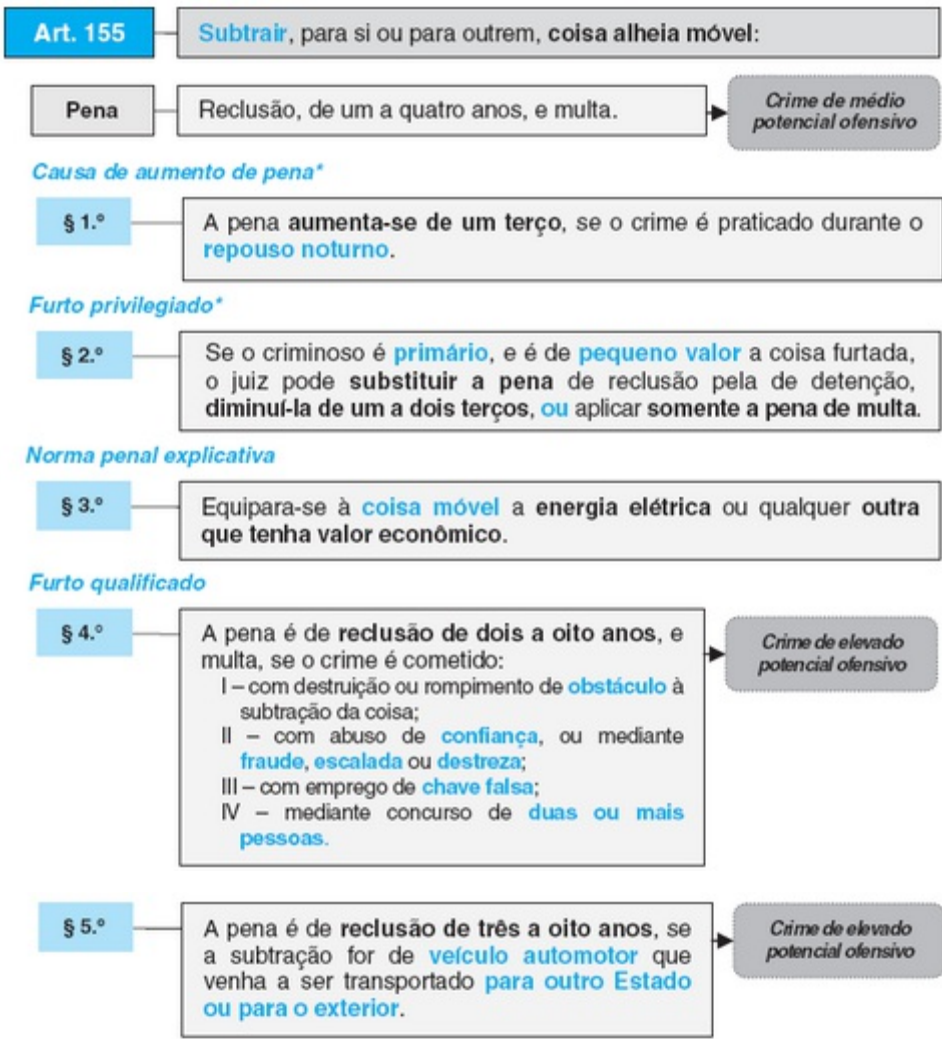 Art. 155
Subtrair, para si ou para outrem, coisa alheia móvel:
Pena
Reclusão, de um a quatro anos, e multa.
Crime de médio
potencial ofensivo
Causa de aumento de pena*
§ 1.º
A pena aumenta-se de um terço, se o crime é praticado durante o
repouso noturno.
Furto privilegiado*
§ 2.º
Se o criminoso é primário, e é de pequeno valor a coisa furtada,
o juiz pode substituir a pena de reclusão pela de detenção,
diminuí-la de um a dois terços, ou aplicar somente a pena de multa.
Norma penal explicativa
§ 3.º
Equipara-se à coisa móvel a energia elétrica ou qualquer outra
que tenha valor econômico.
Furto qualificado
§ 4.º
A pena é de reclusão de dois a oito anos, e
multa, se o crime é cometido:
I – com destruição ou rompimento de obstáculo à
subtração da coisa;
II – com abuso de confiança, ou mediante
fraude, escalada ou destreza;
III – com emprego de chave falsa;
IV – mediante concurso de duas ou mais
pessoas.
Crime de elevado
potencial ofensivo
§ 5.º
A pena é de reclusão de três a oito anos, se
a subtração for de veículo automotor que
venha a ser transportado para outro Estado
ou para o exterior.
Crime de elevado
potencial ofensivo